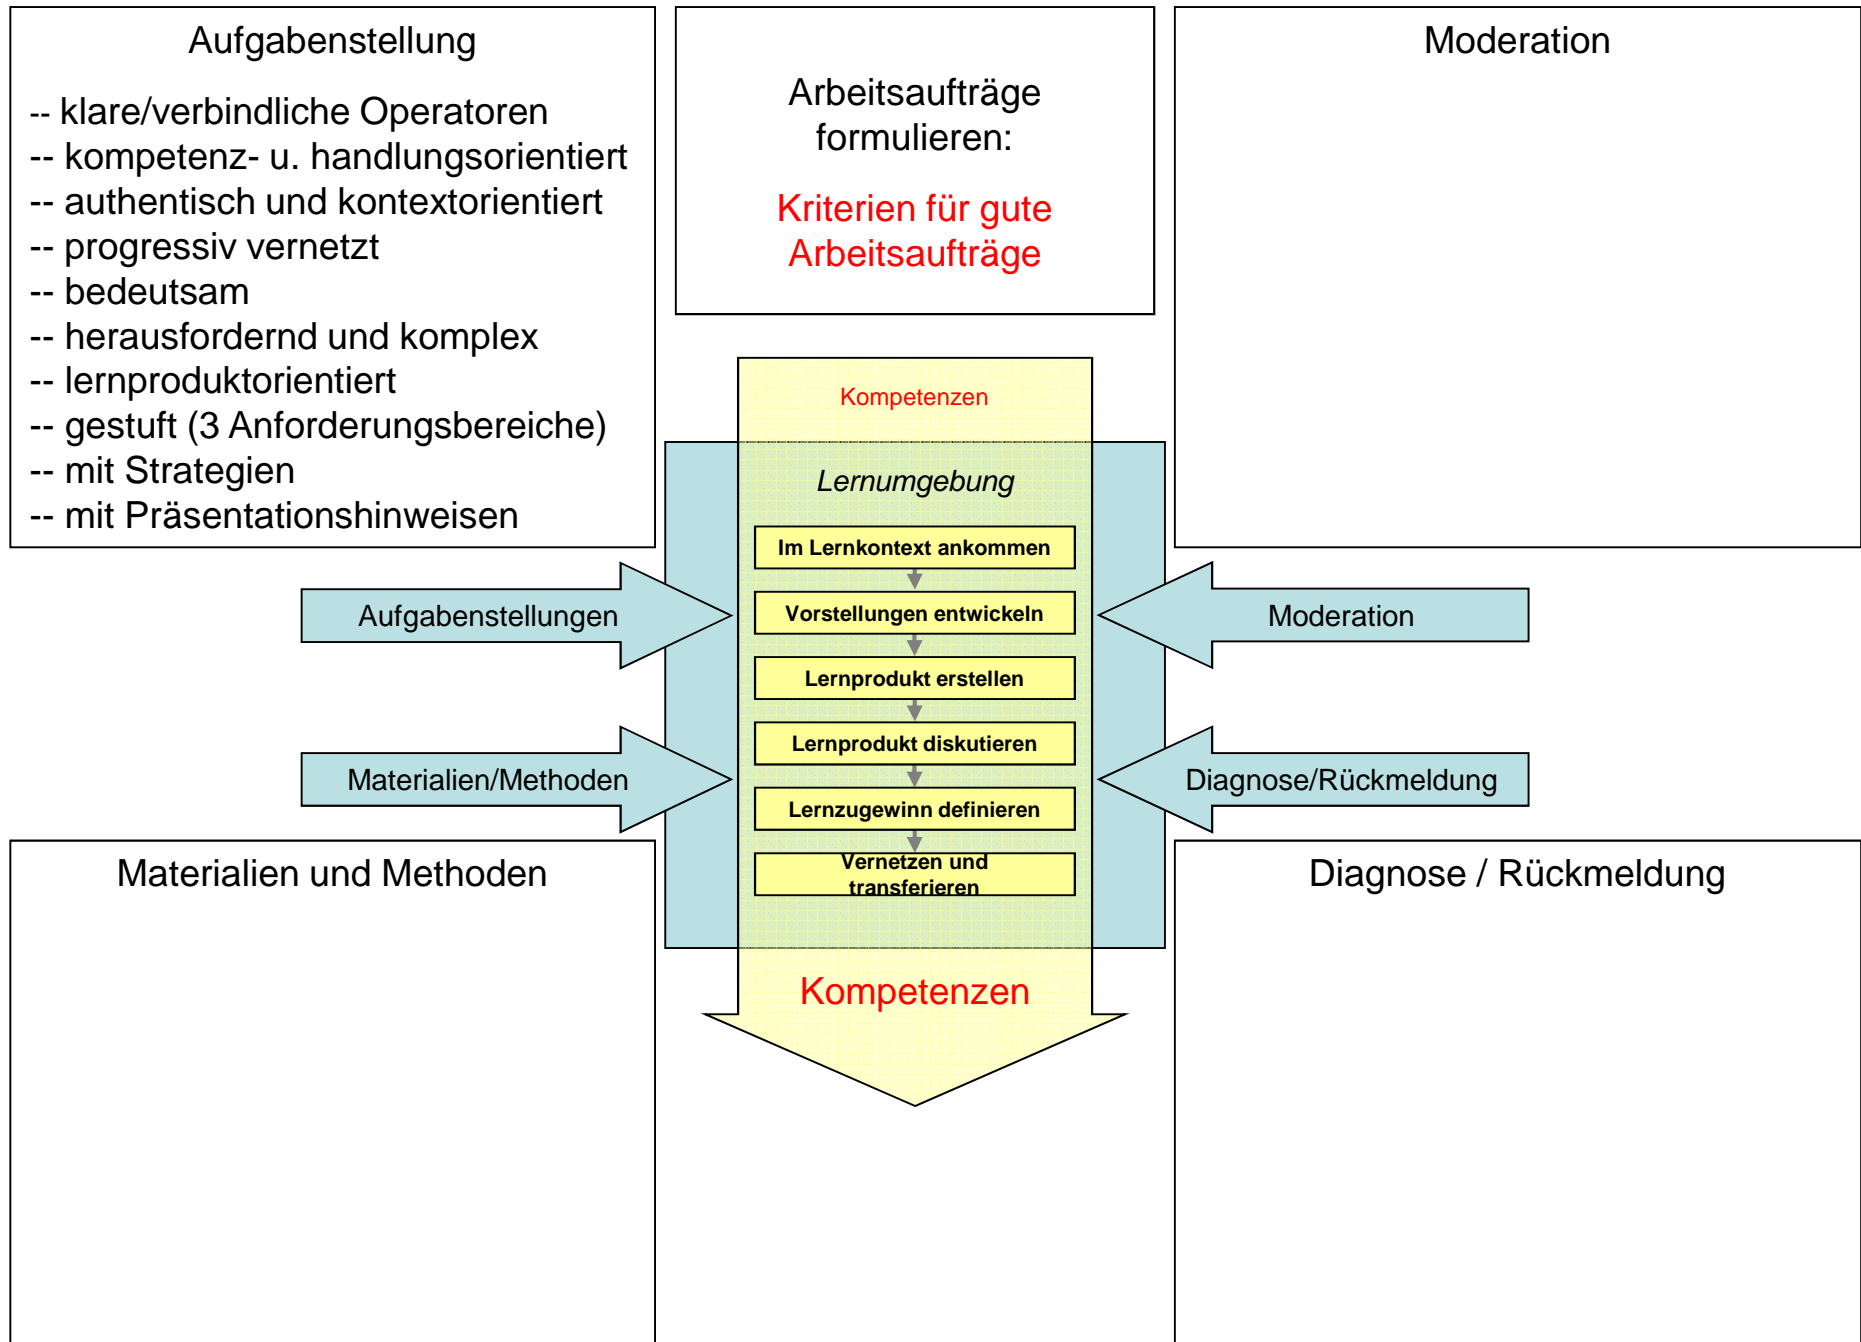 Aufgabenstellung
-- klare/verbindliche Operatoren
-- kompetenz- u. handlungsorientiert
-- authentisch und kontextorientiert
-- progressiv vernetzt
-- bedeutsam
-- herausfordernd und komplex
-- lernproduktorientiert
-- gestuft (3 Anforderungsbereiche)
-- mit Strategien
-- mit Präsentationshinweisen
Arbeitsaufträge
formulieren:
Kriterien für gute
Arbeitsaufträge
Moderation
Kompetenzen
Lernumgebung
Im Lernkontext ankommen
Vorstellungen entwickeln
Lernprodukt erstellen
Lernprodukt diskutieren
Lernzugewinn definieren
Vernetzen und
transferieren
Kompetenzen
Aufgabenstellungen
Materialien/Methoden
Moderation
Diagnose/Rückmeldung
Materialien und Methoden
Diagnose / Rückmeldung